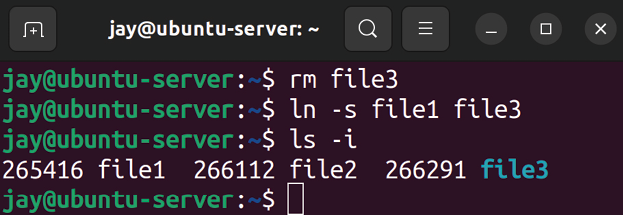 jay@ubuntu-server: ~
jay@ubuntu-server:~$ rm file3
jay@ubuntu-server:~$ ln -s file1 file3
jay@ubuntu-server:~$ ls -i
265416 file1  266112 file2  266291 file3
jay@ubuntu-server:~$